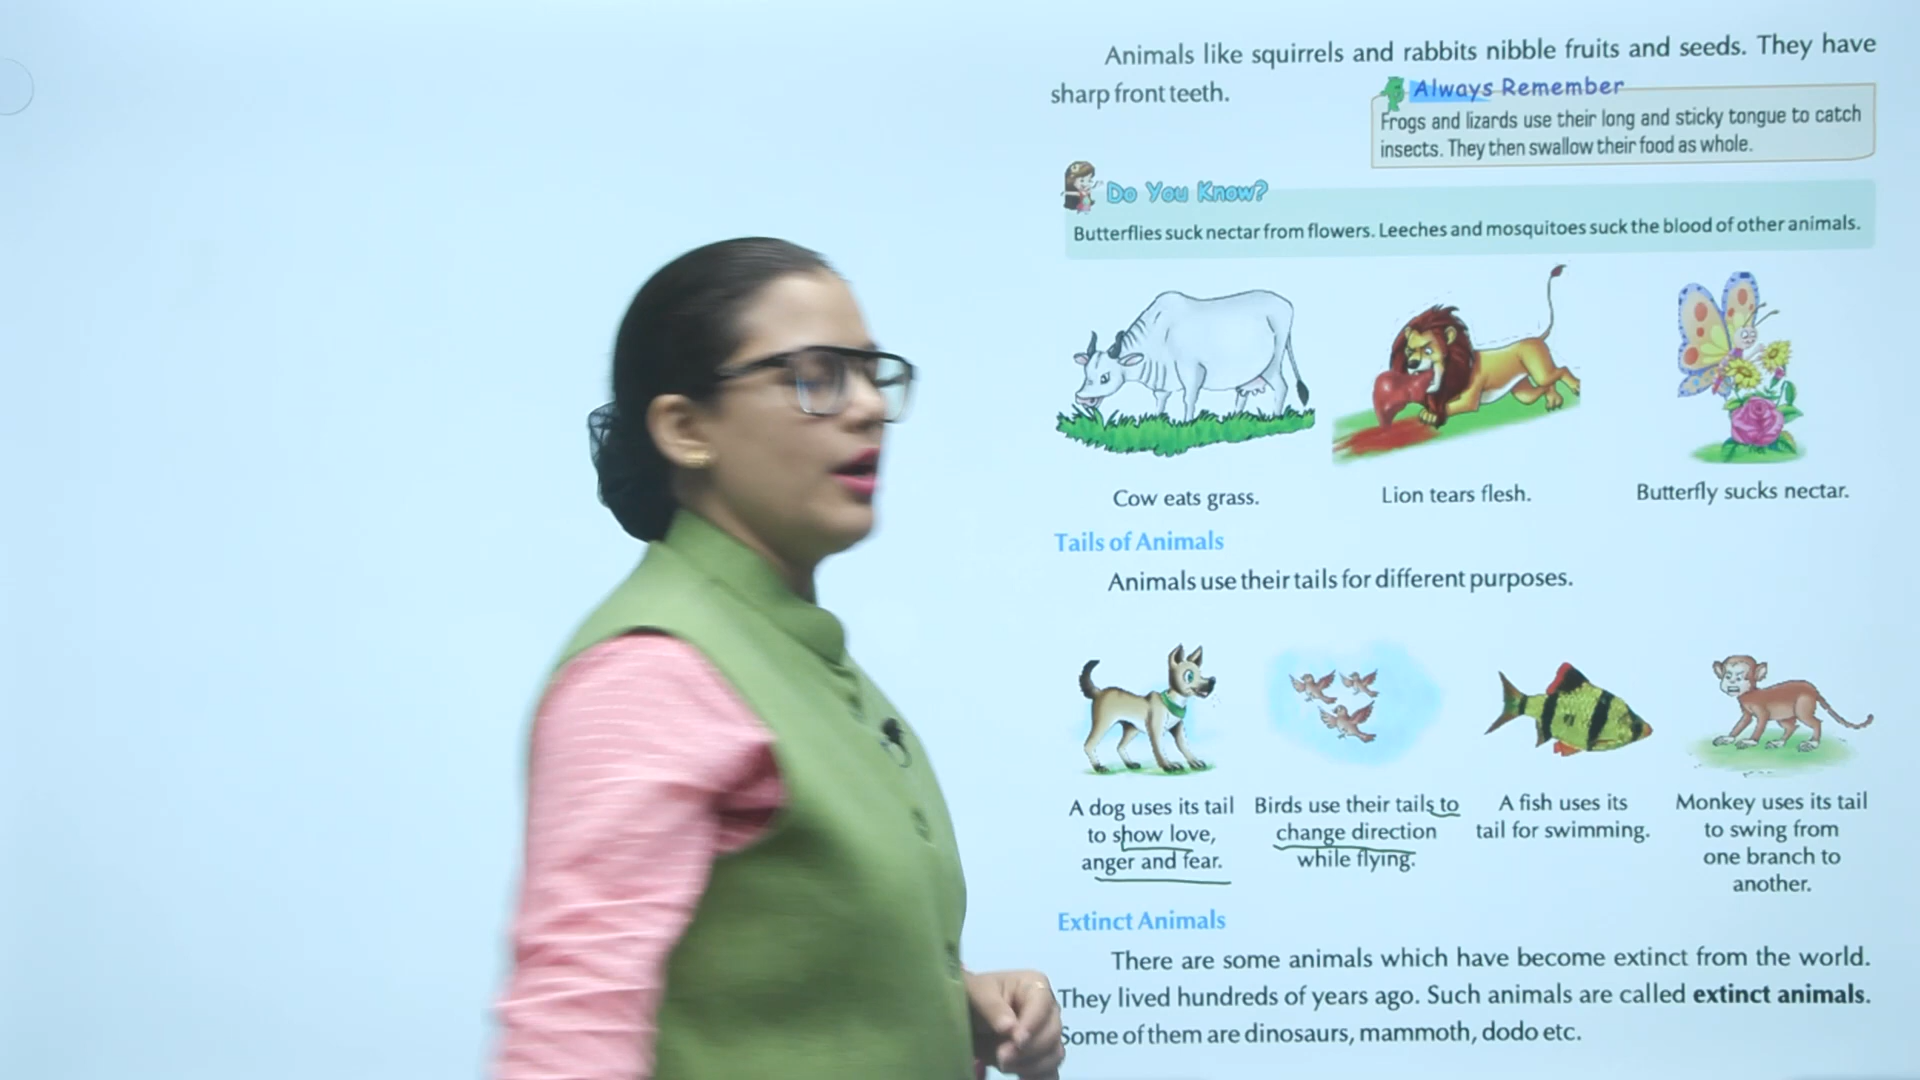 Animals like squirrels and rabbits nibble fruits and seeds. They have
sharp front teeth.
Always Remember
Frogs and lizards use their long and sticky tongue to catch
insects. They then swallow their food as whole.
Do You Know?
Butterflies suck nectar from flowers. Leeches and mosquitoes suck the blood of other animals.
Cow eats grass.
Lion tears flesh.
Butterfly sucks nectar.
Tails of Animals
Animals use their tails for different purposes.
A dog uses its tail
to show love,
anger and fear.
Birds use their tails to
change direction
while flying.
A fish uses its
tail for swimming.
Monkey uses its tail
to swing from
one branch to
another.
Extinct Animals
There are some animals which have become extinct from the world.
They lived hundreds of years ago. Such animals are called extinct animals.
Some of them are dinosaurs, mammoth, dodo etc.